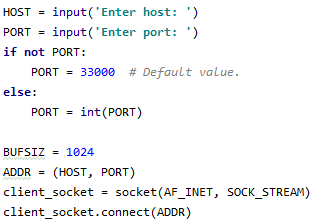 HOST = input('Enter host: ')
PORT = input('Enter port: ')
if not PORT:
    PORT = 33000  # Default value.
else:
    PORT = int(PORT)

BUFSIZ = 1024
ADDR = (HOST, PORT)
client_socket = socket(AF_INET, SOCK_STREAM)
client_socket.connect(ADDR)